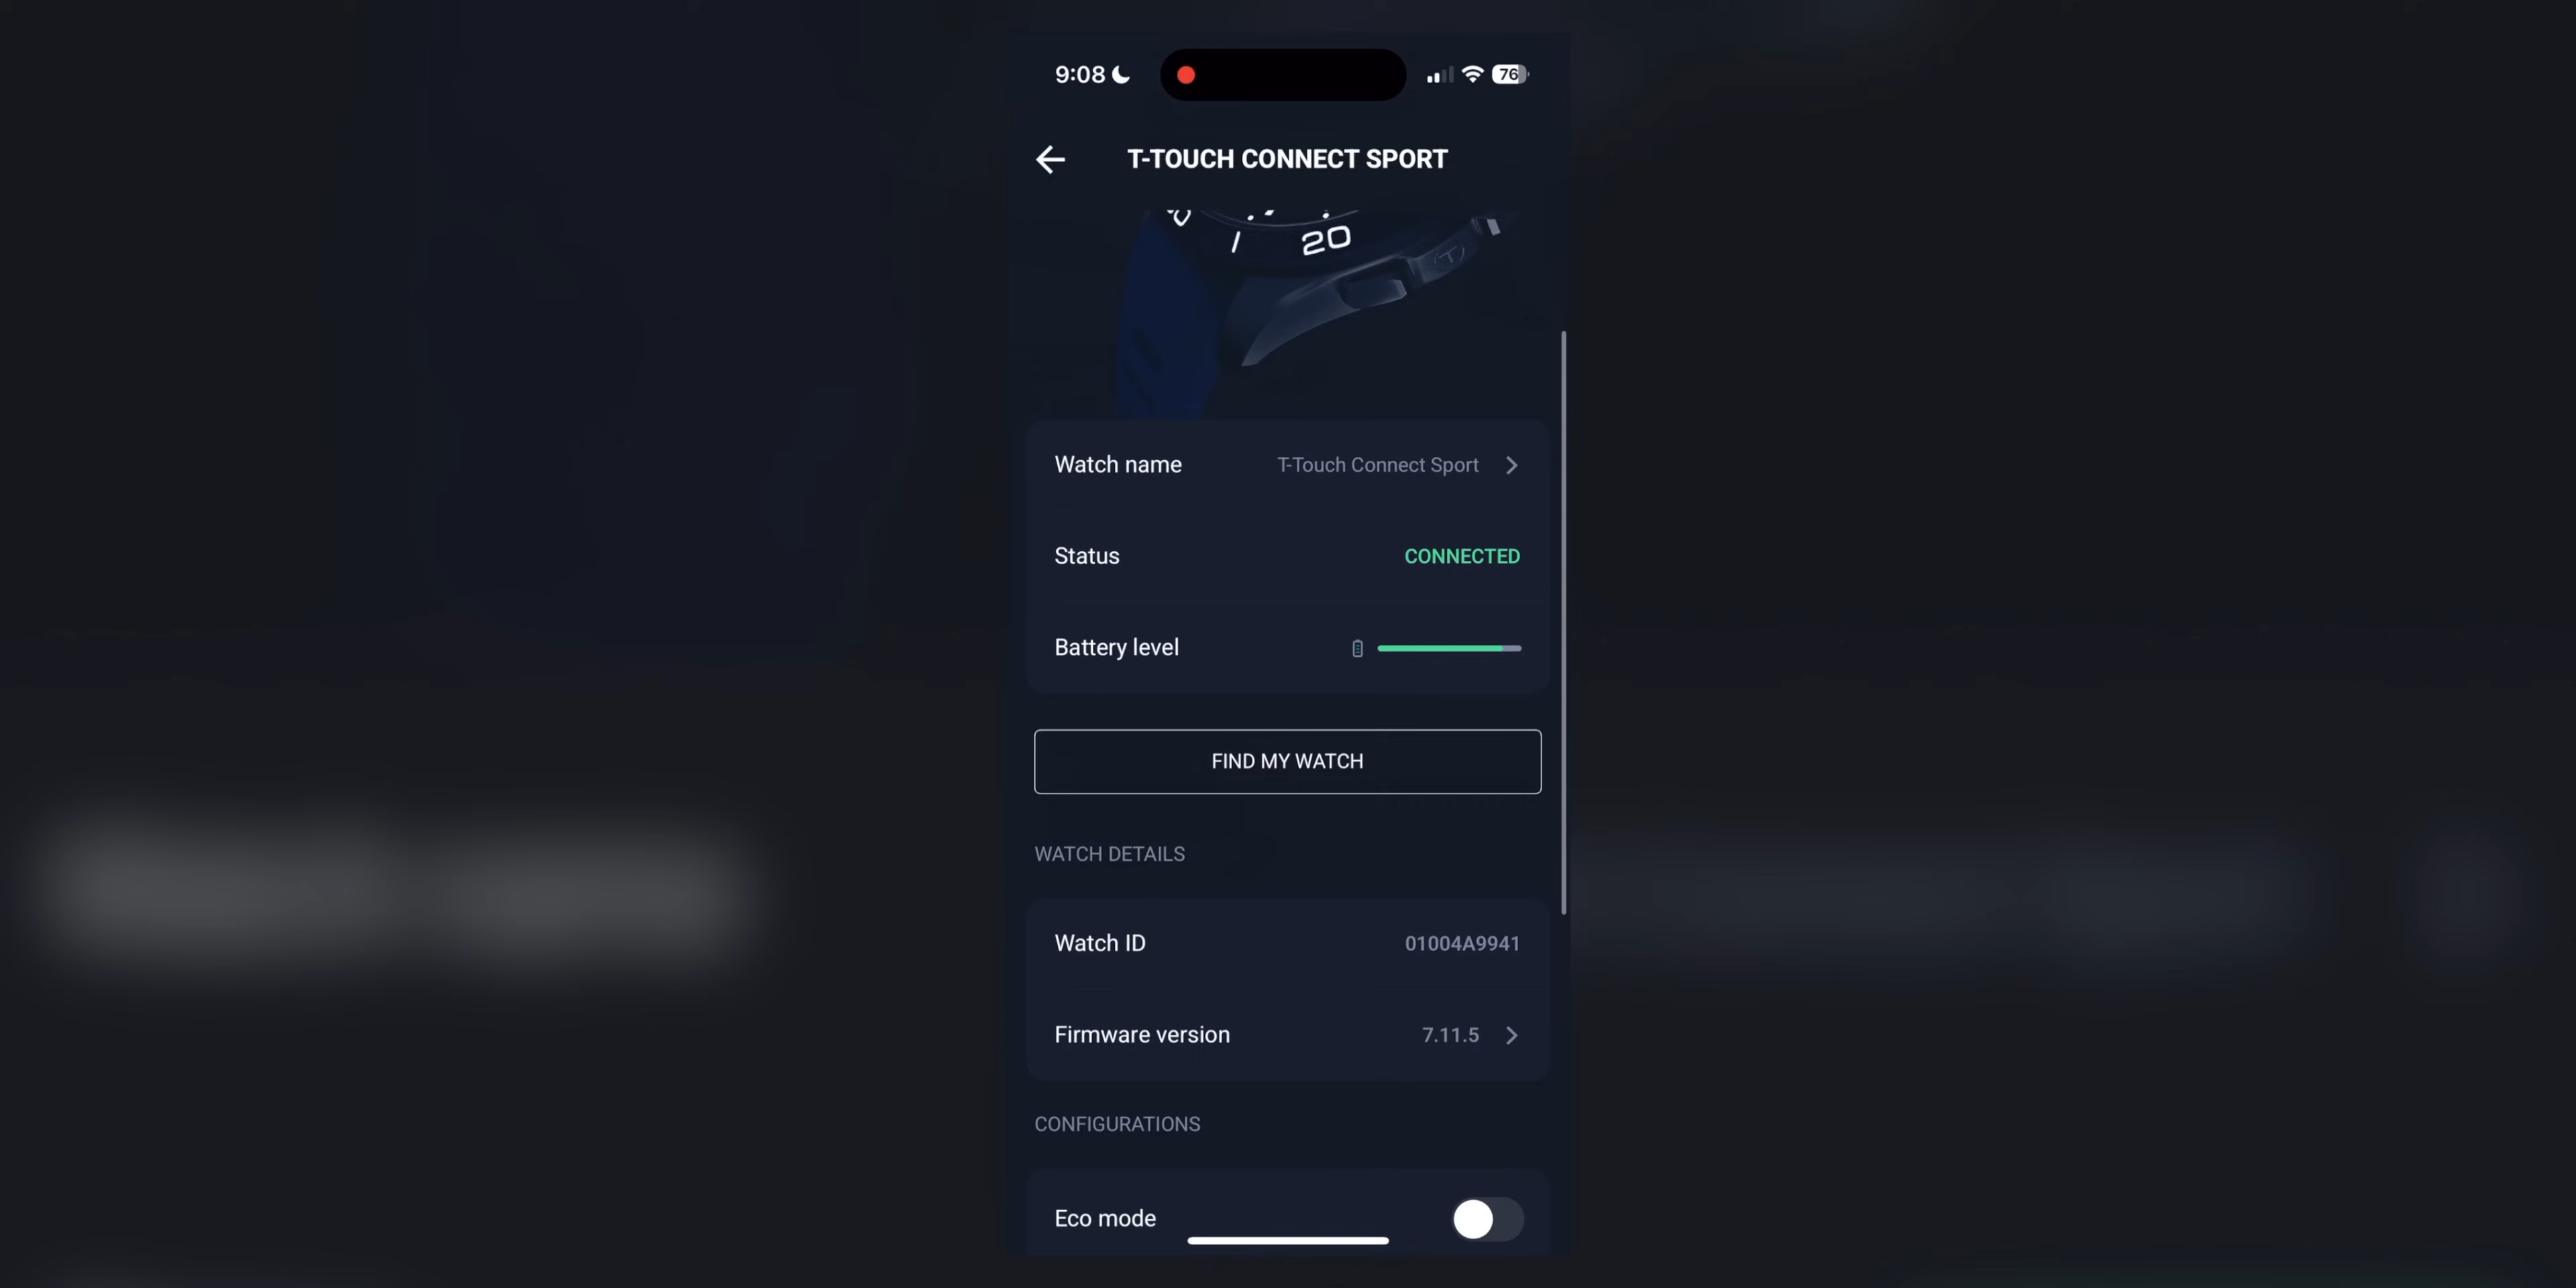 9:08
76
T-TOUCH CONNECT SPORT
20
Watch name
T-Touch Connect Sport
Status
CONNECTED
Battery level
FIND MY WATCH
WATCH DETAILS
Watch ID
01004A9941
Firmware version
7.11.5
CONFIGURATIONS
Eco mode